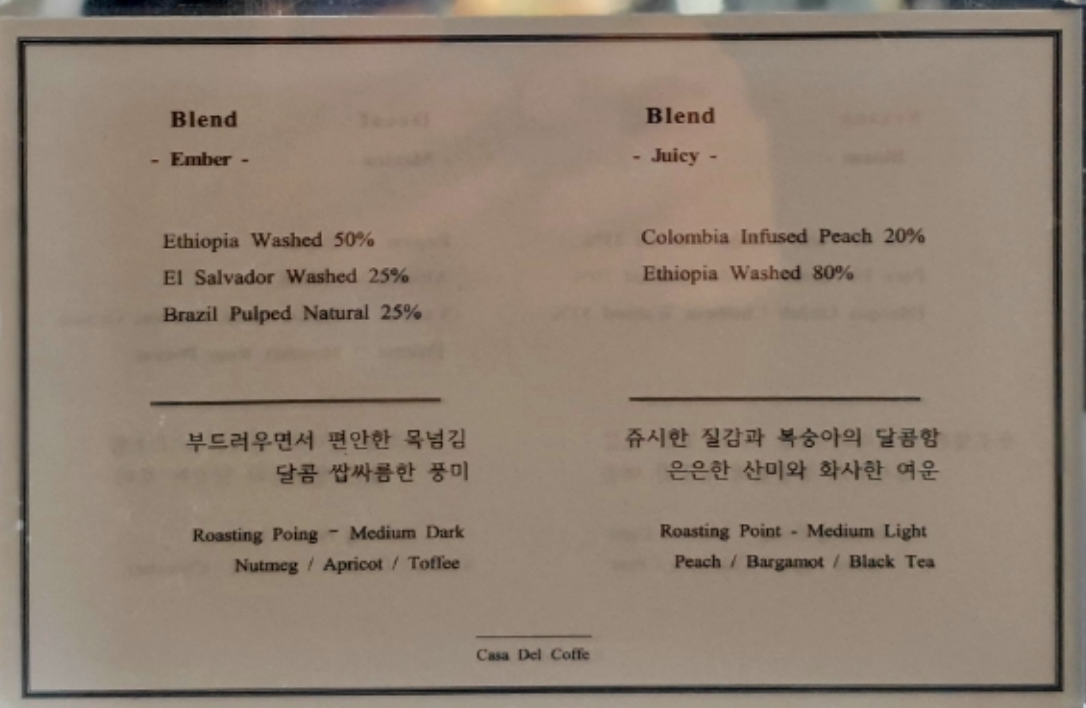 Blend
- Ember -
Ethiopia Washed 50%
El Salvador Washed 25%
Brazil Pulped Natural 25%
부드러우면서 편안한 목넘김
달콤 쌉싸름한 풍미
Roasting Poing - Medium Dark
Nutmeg / Apricot / Toffee
Blend
- Juicy -
Colombia Infused Peach 20%
Ethiopia Washed 80%
쥬시한 질감과 복숭아의 달콤함
은은한 산미와 화사한 여운
Roasting Point - Medium Light
Peach / Bargamot / Black Tea
Casa Del Coffe